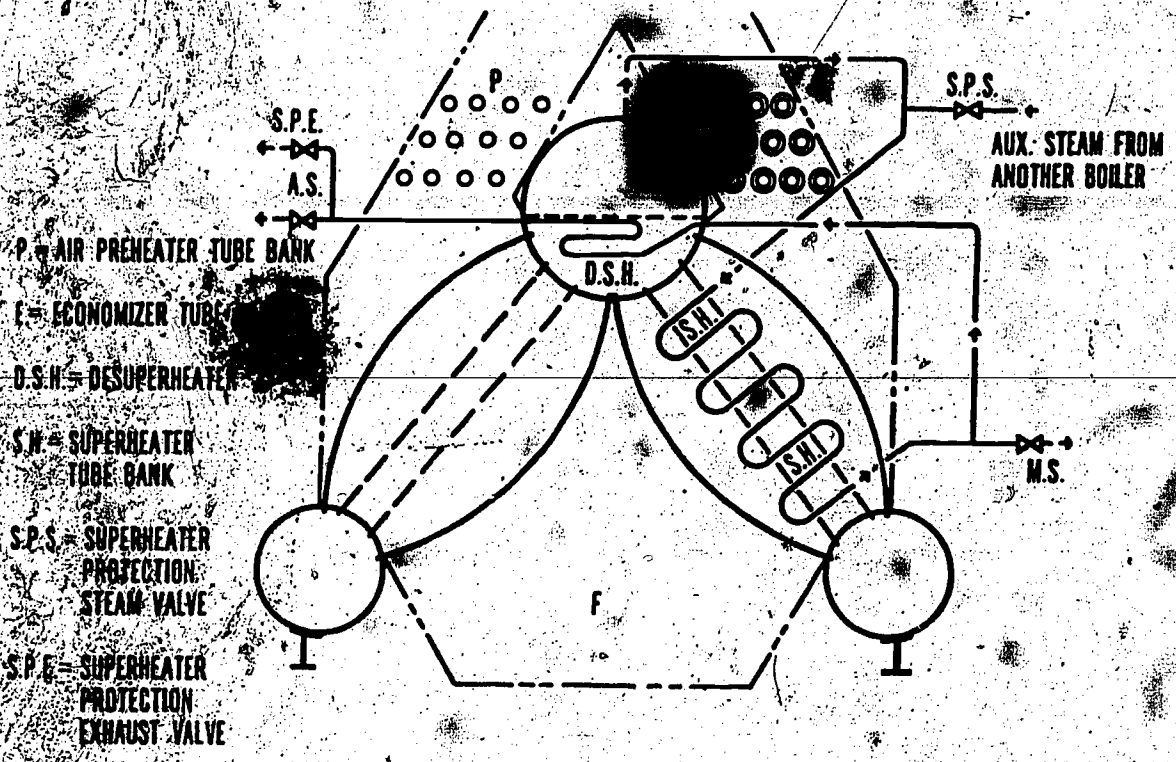 P
S.P.S.
S.P.E.
AUX. STEAM FROM
ANOTHER BOILER
A.S.
P = AIR PREHEATER TUBE BANK
D.S.H.
E = ECONOMIZER TUBE
S.H.
D.S.H = DESUPERHEATER
S.H = SUPERHEATER
TUBE BANK
S.H.
M.S.
S.P.S. = SUPERHEATER
PROTECTION
STEAM VALVE
F
S.P.E = SUPERHEATER
PROTECTION
EXHAUST VALVE